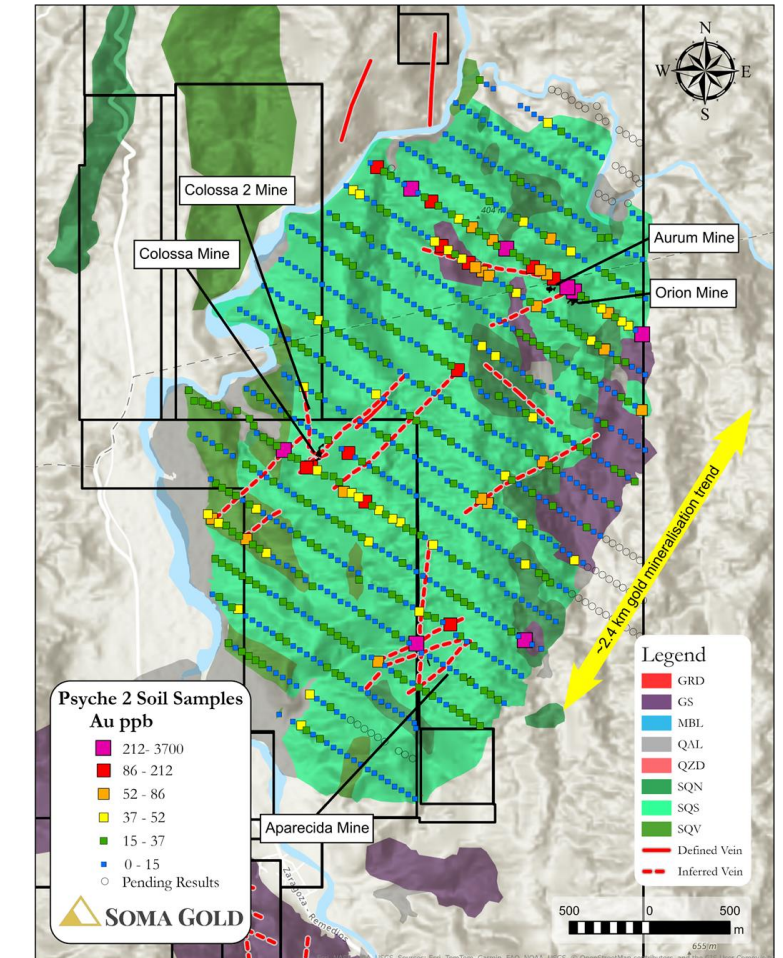 N
W E
S
404 m
Colossa 2 Mine
Colossa Mine
Aurum Mine
Orion Mine
~2.4 km gold mineralisation trend
Aparecida Mine
Zaragoza - Remedios
Psyche 2 Soil Samples
Au ppb
212- 3700
86 - 212
52 - 86
37 - 52
15 - 37
0 - 15
Pending Results
SOMA GOLD
Legend
GRD
GS
MBL
QAL
QZD
SQN
SQS
SQV
Defined Vein
Inferred Vein
500 0 500
m
655 m